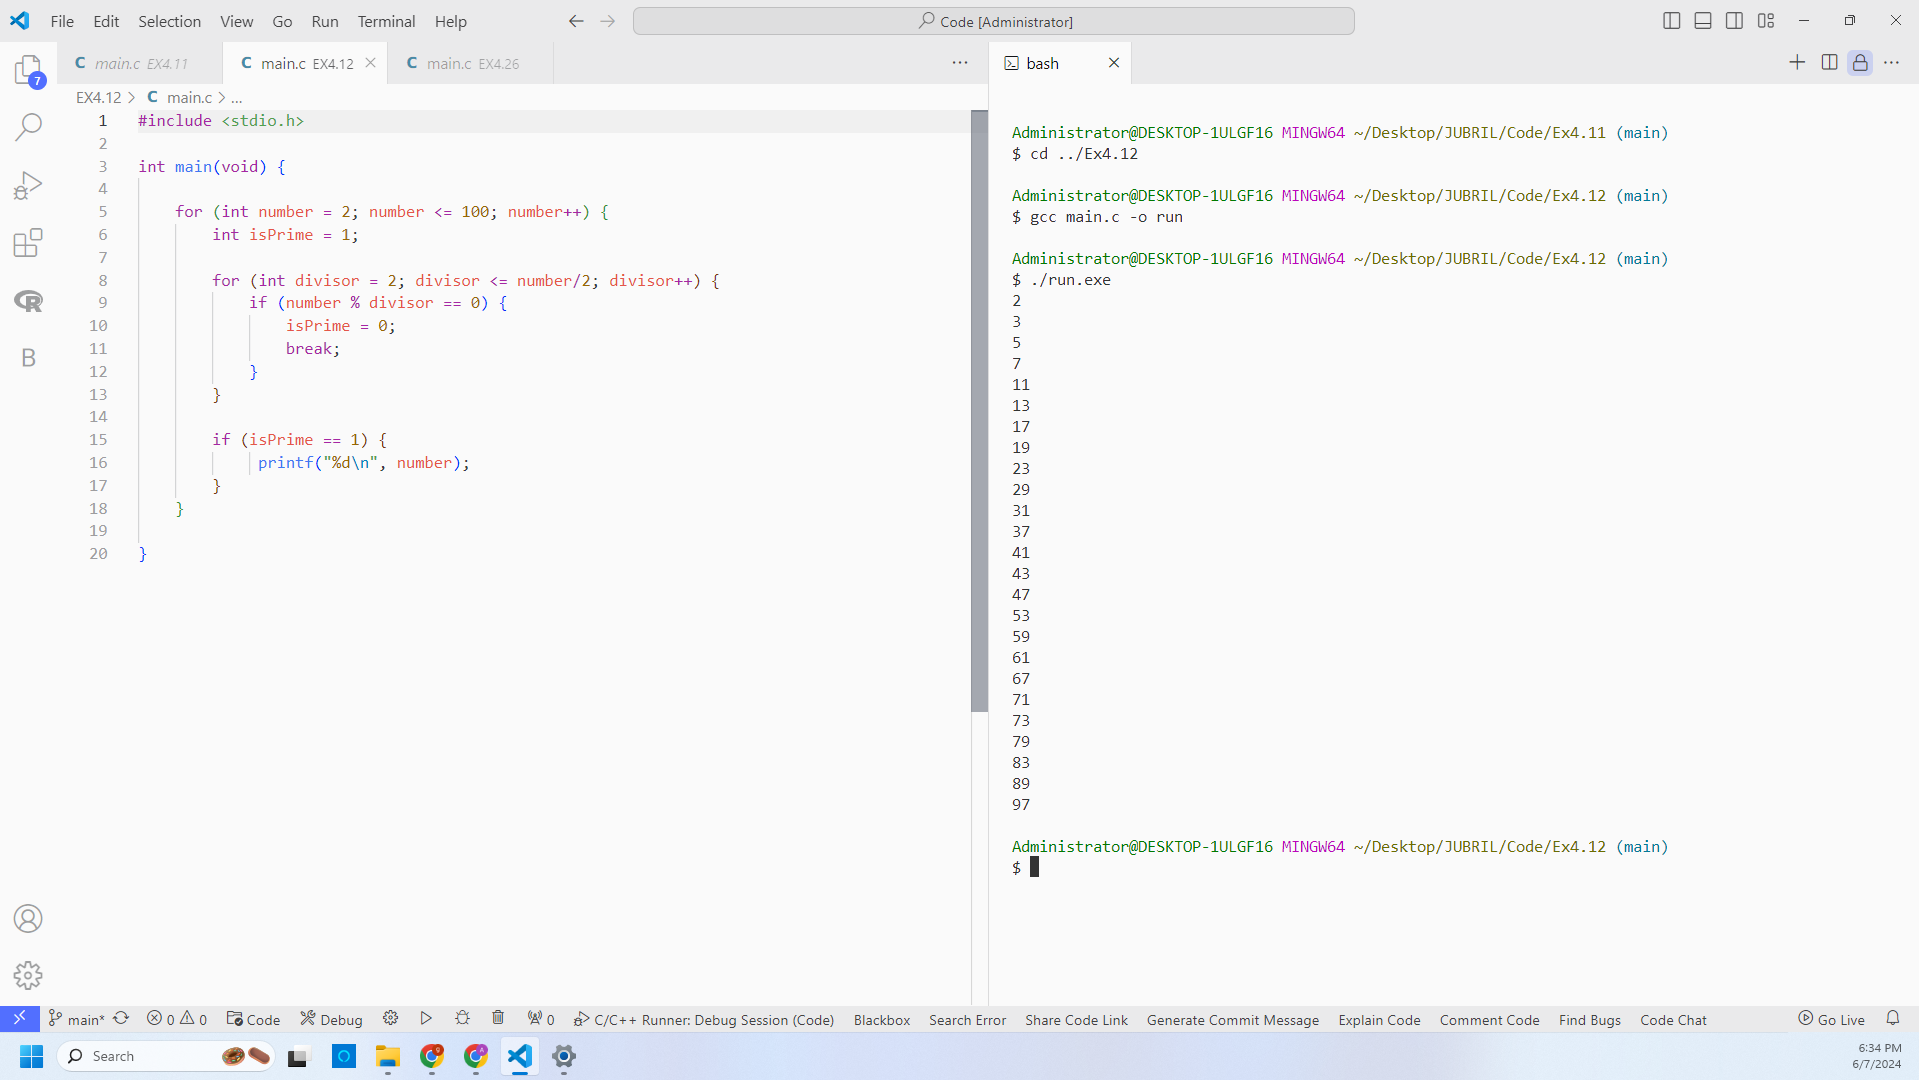 File Edit Selection View Go Run Terminal Help
Code [Administrator]
7
C main.c EX4.11
C main.c EX4.12
C main.c EX4.26
bash
EX4.12 > C main.c > ...
1 #include <stdio.h>
2
3 int main(void) {
4
5 for (int number = 2; number <= 100; number++) {
6 int isPrime = 1;
7
8 for (int divisor = 2; divisor <= number/2; divisor++) {
9 if (number % divisor == 0) {
10 isPrime = 0;
11 break;
12 }
13 }
14
15 if (isPrime == 1) {
16 printf("%d\n", number);
17 }
18 }
19
20 }
R
B
Administrator@DESKTOP-1ULGF16 MINGW64 ~/Desktop/JUBRIL/Code/Ex4.11 (main)
$ cd ../Ex4.12
Administrator@DESKTOP-1ULGF16 MINGW64 ~/Desktop/JUBRIL/Code/Ex4.12 (main)
$ gcc main.c -o run
Administrator@DESKTOP-1ULGF16 MINGW64 ~/Desktop/JUBRIL/Code/Ex4.12 (main)
$ ./run.exe
2
3
5
7
11
13
17
19
23
29
31
37
41
43
47
53
59
61
67
71
73
79
83
89
97
Administrator@DESKTOP-1ULGF16 MINGW64 ~/Desktop/JUBRIL/Code/Ex4.12 (main)
$
main* 0 0 Code Debug 0 C/C++ Runner: Debug Session (Code) Blackbox Search Error Share Code Link Generate Commit Message Explain Code Comment Code Find Bugs Code Chat Go Live
Search
6:34 PM
6/7/2024